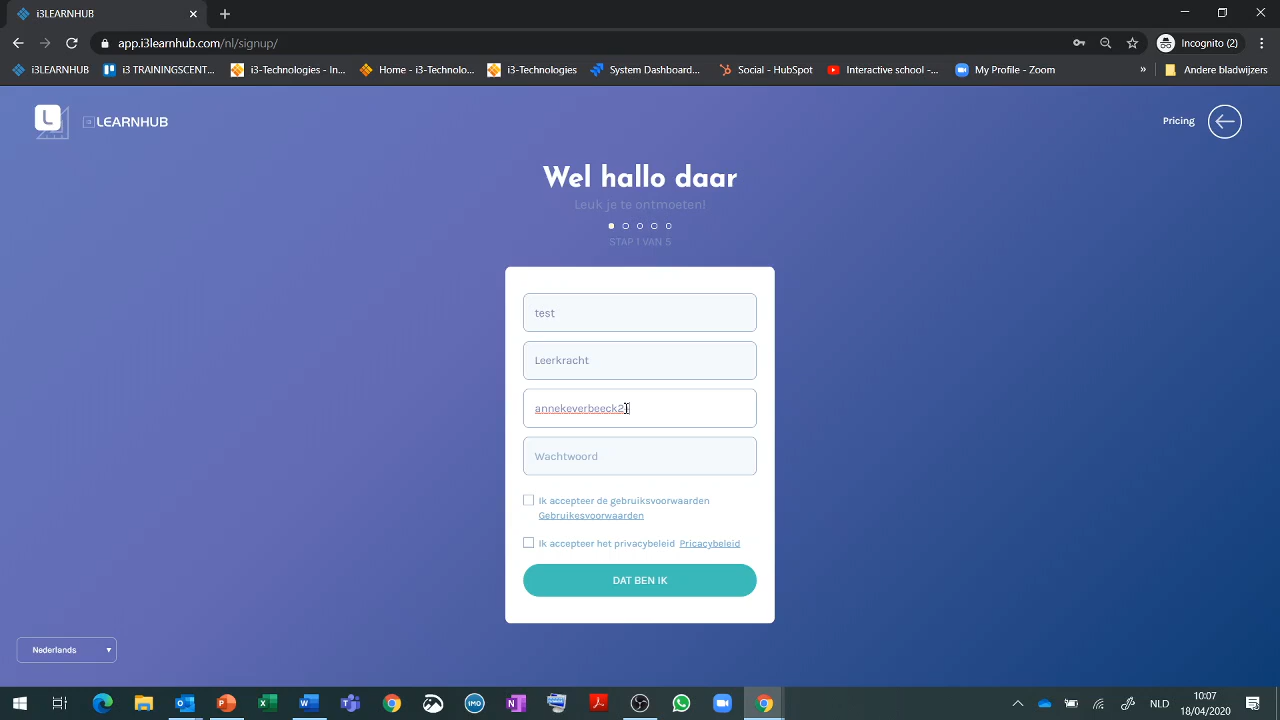 i3LEARNHUB
app.i3learnhub.com/nl/signup/
Incognito (2)
i3LEARNHUB
i3 TRAININGSCENT...
i3-Technologies - In...
Home - i3-Technolo...
i3-Technologies
System Dashboard...
Social - HubSpot
Interactive school -...
My Profile - Zoom
»
Andere bladwijzers
L
LEARNHUB
Pricing
Wel hallo daar
Leuk je te ontmoeten!
STAP 1 VAN 5
test
Leerkracht
annekeverbeeck2
Wachtwoord
Ik accepteer de gebruiksvoorwaarden
Gebruikesvoorwaarden
Ik accepteer het privacybeleid Pricacybeleid
DAT BEN IK
Nederlands
IMO
NLD
10:07
18/04/2020